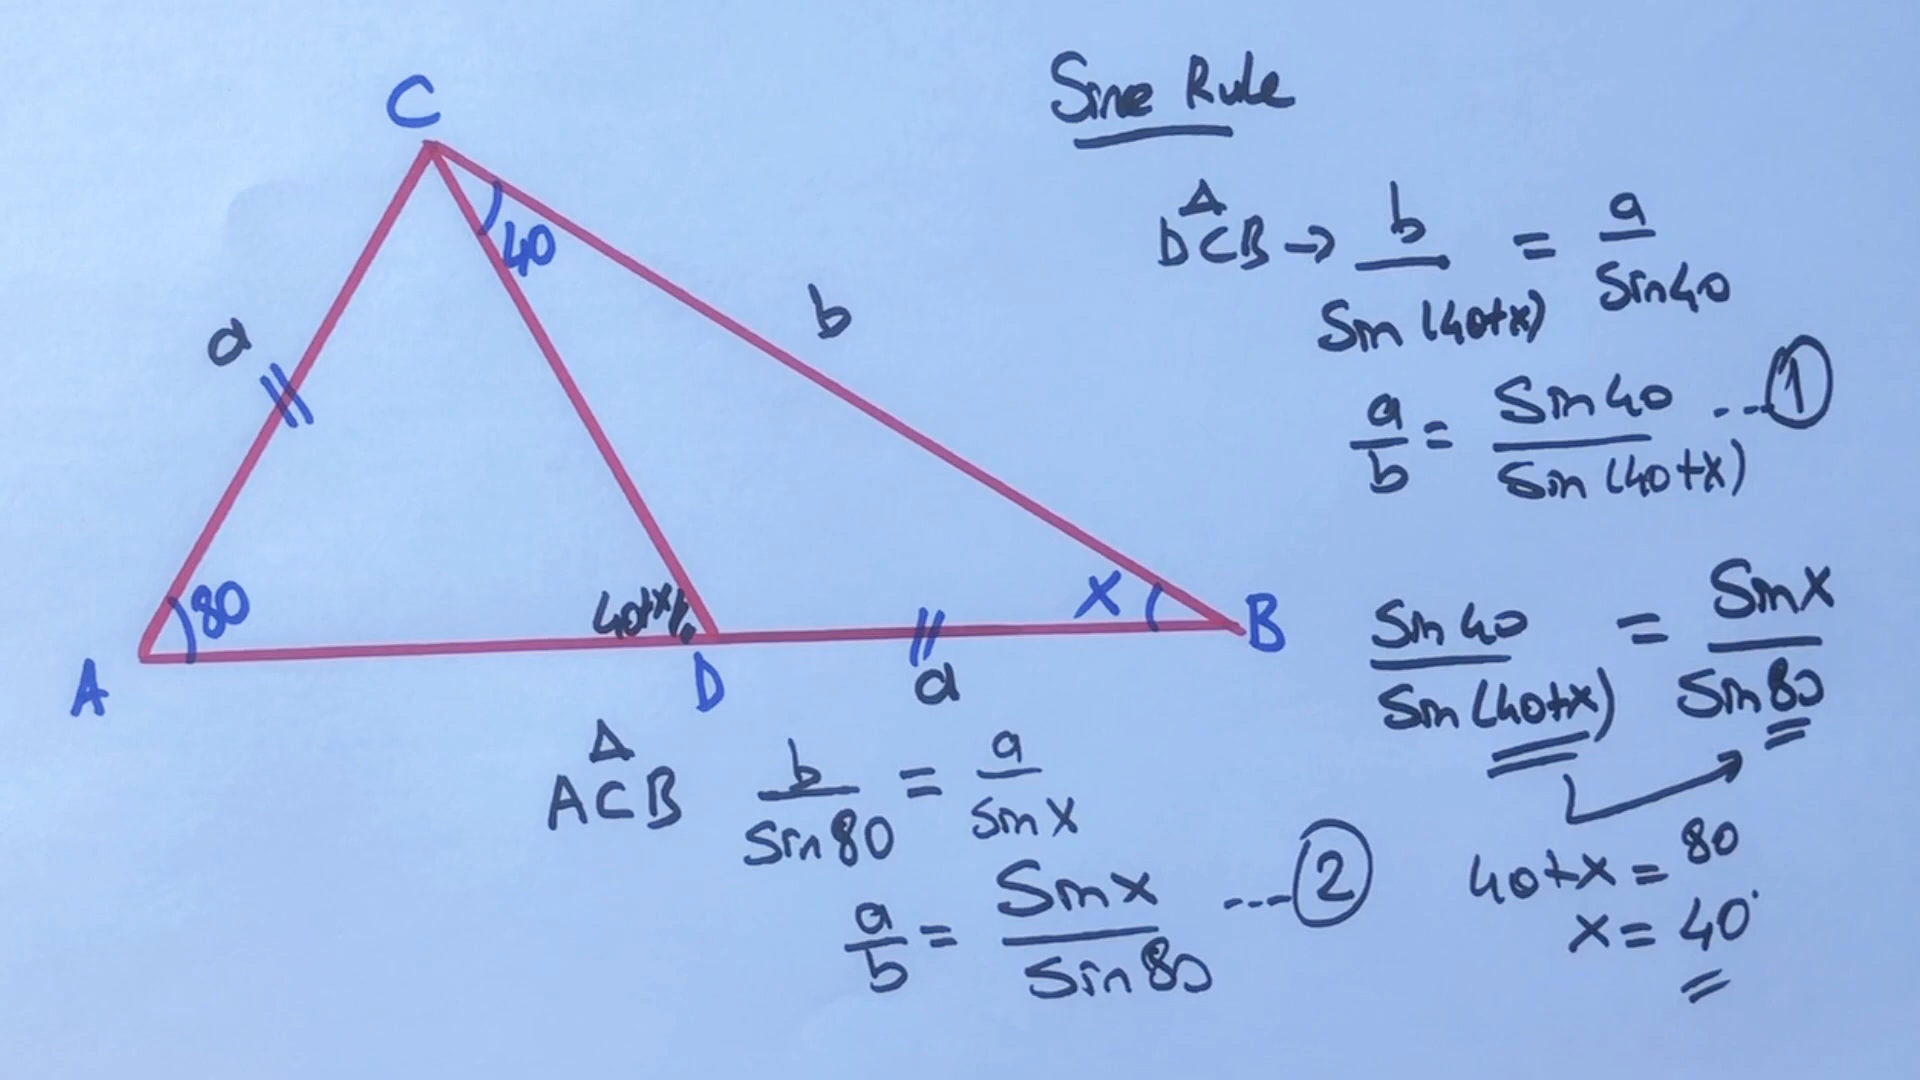 C
Sine Rule
40
a
b
Δ
DCB → b / Sin (40+x) = a / Sin40
a/b = Sin40 / Sin (40+x) ...①
80
40+x
x
A
D
B
a
Sin40 / Sin (40+x) = Sinx / Sin80
Δ
ACB b / Sin80 = a / Sinx
a/b = Sinx / Sin80 ....②
40+x = 80
x = 40